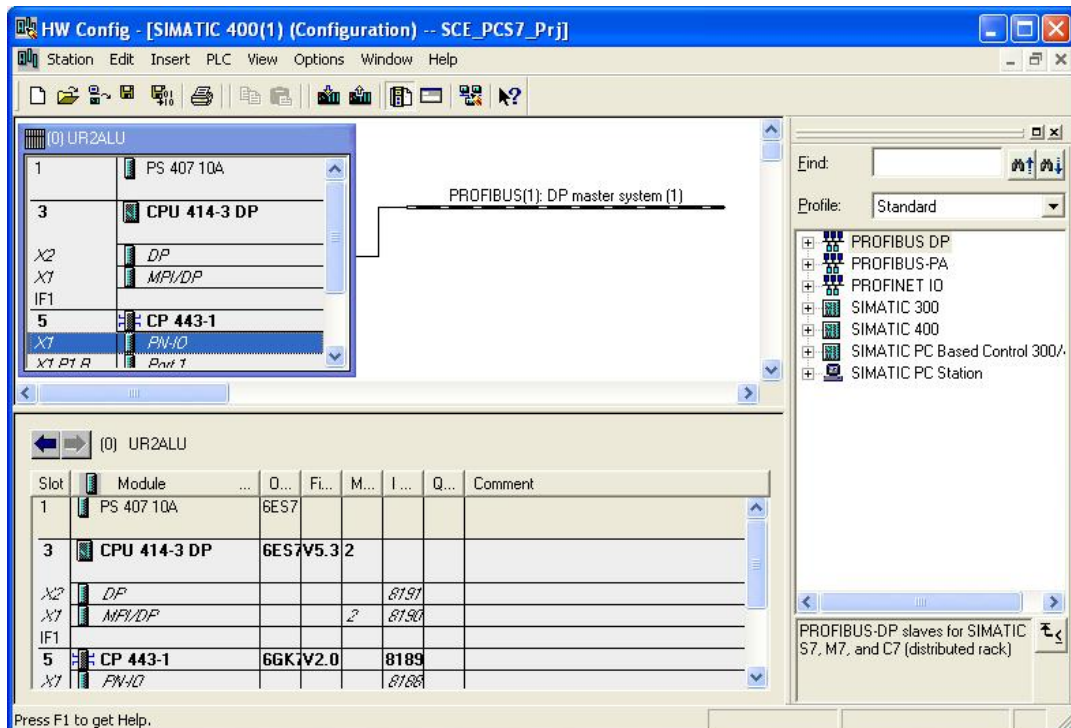 HW Config - [SIMATIC 400(1) (Configuration) -- SCE_PCS7_Prj]
Station Edit Insert PLC View Options Window Help
(0) UR2ALU
1 PS 407 10A
3 CPU 414-3 DP
X2 DP
X1 MPI/DP
IF1
5 CP 443-1
X1 PN-IO
X1 P1 R Port 1
PROFIBUS(1): DP master system (1)
Find:
Profile: Standard
PROFIBUS DP
PROFIBUS-PA
PROFINET IO
SIMATIC 300
SIMATIC 400
SIMATIC PC Based Control 300/
SIMATIC PC Station
PROFIBUS-DP slaves for SIMATIC
S7, M7, and C7 (distributed rack)
(0) UR2ALU
Slot Module ... O... Fi... M... I ... Q... Comment
1 PS 407 10A 6ES7
3 CPU 414-3 DP 6ES7 V5.3 2
X2 DP 8191
X1 MPI/DP 2 8190
IF1
5 CP 443-1 6GK7 V2.0 8189
X1 PN-IO 8188
Press F1 to get Help.